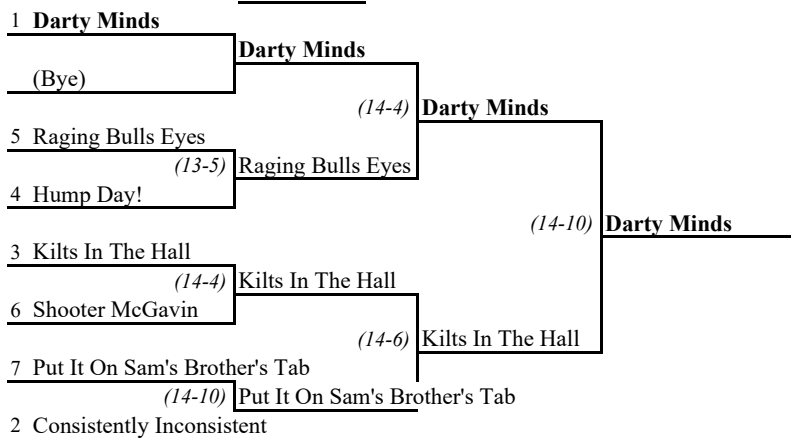 1 Darty Minds
Darty Minds
(Bye)
(14-4) Darty Minds
5 Raging Bulls Eyes
(13-5) Raging Bulls Eyes
4 Hump Day!
(14-10) Darty Minds
3 Kilts In The Hall
(14-4) Kilts In The Hall
6 Shooter McGavin
(14-6) Kilts In The Hall
7 Put It On Sam's Brother's Tab
(14-10) Put It On Sam's Brother's Tab
2 Consistently Inconsistent